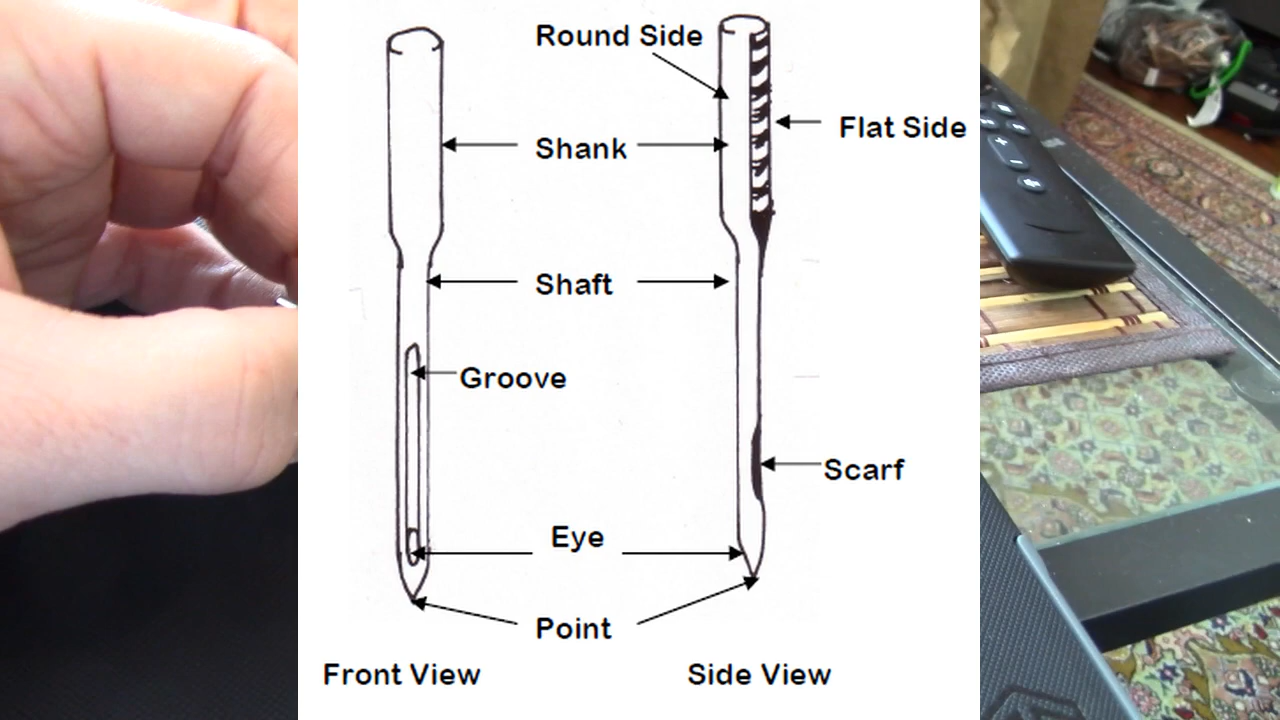 Round Side
Flat Side
Shank
Shaft
Groove
Scarf
Eye
Point
Front View
Side View